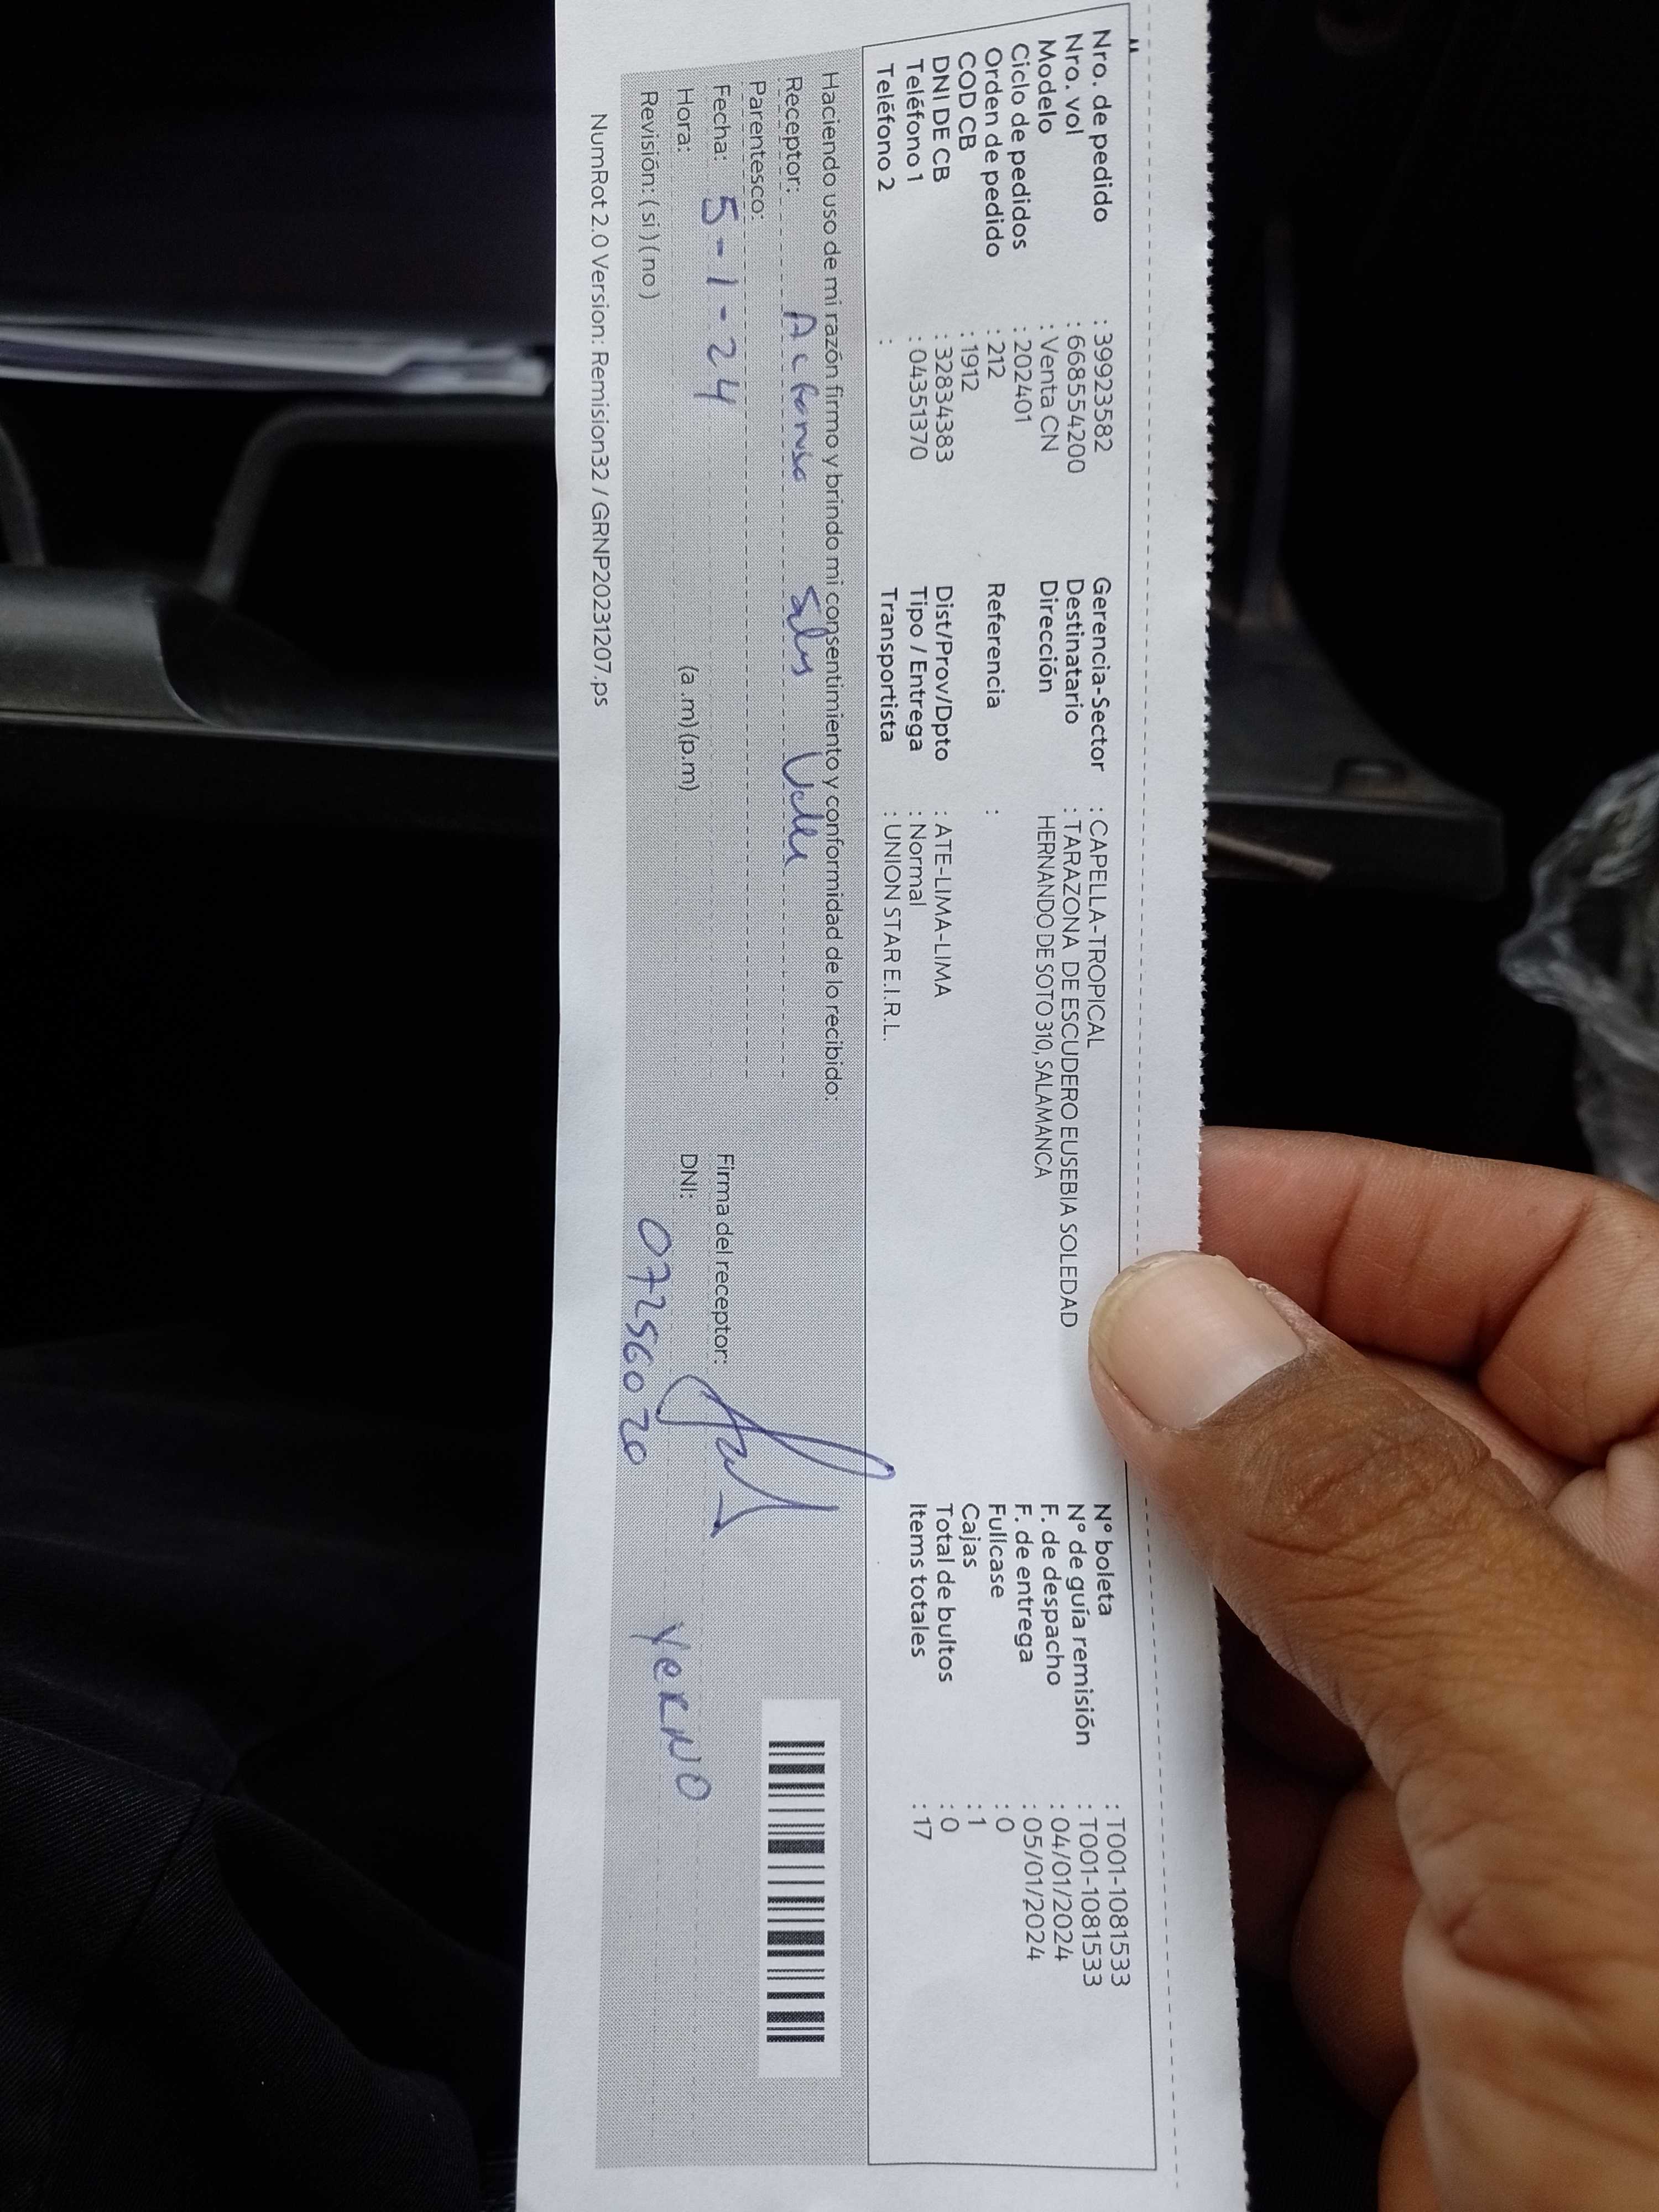 Nro. de pedido : 39923582
Nro. vol : 6685554200
Modelo : Venta CN
Ciclo de pedidos : 202401
Orden de pedido : 212
COD CB : 1912
DNI DE CB : 32834383
Teléfono 1 : 04351370
Teléfono 2 :
Gerencia-Sector : CAPELLA-TROPICAL
Destinatario : TARAZONA DE ESCUDERO EUSEBIA SOLEDAD
Dirección HERNANDO DE SOTO 310, SALAMANCA
Referencia :
Dist/Prov/Dpto : ATE-LIMA-LIMA
Tipo / Entrega : Normal
Transportista : UNION STAR E.I.R.L.
N° boleta : T001-1081533
N° de guía remisión : T001-1081533
F. de despacho : 04/01/2024
F. de entrega : 05/01/2024
Fullcase : 0
Cajas : 1
Total de bultos : 0
Items totales : 17
Haciendo uso de mi razón firmo y brindo mi consentimiento y conformidad de lo recibido:
Receptor:
Parentesco:
Fecha: 5-1-24
Hora: (a.m) (p.m)
Revisión: ( si ) ( no )
Firma del receptor:
DNI: 07256020
YERNO
NumRot 2.0 Version: Remision32 / GRNP20231207.ps